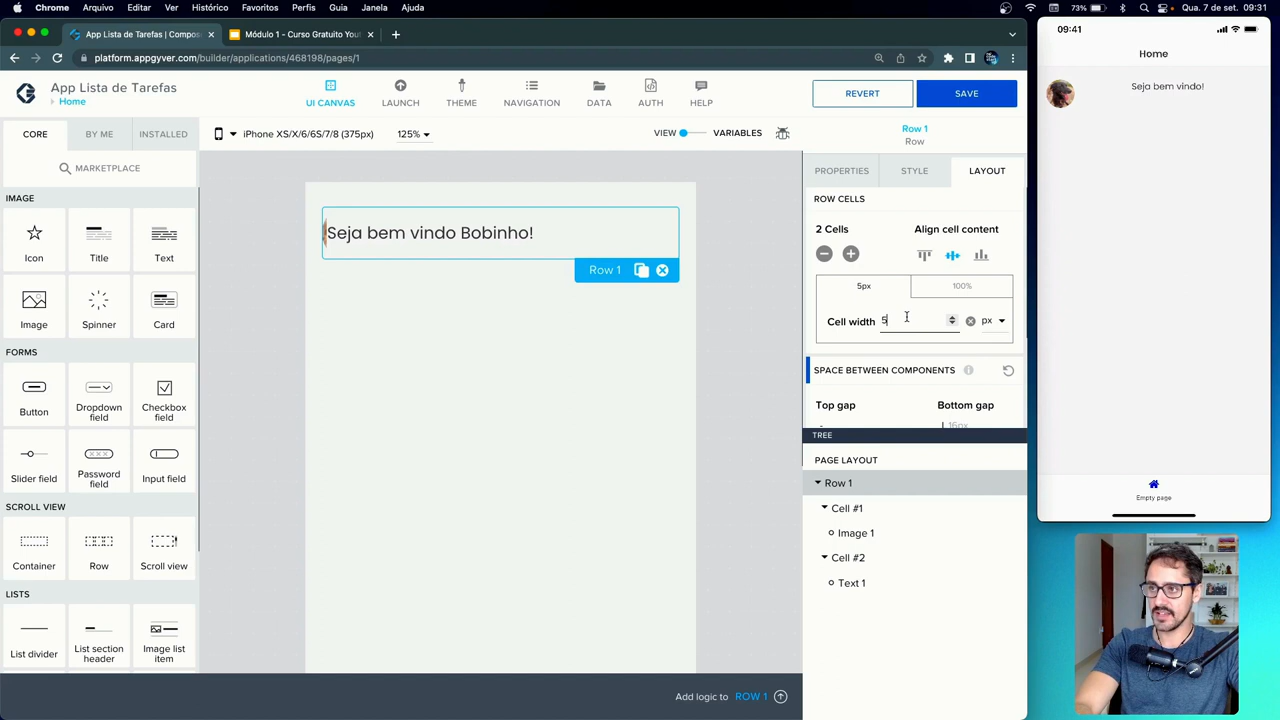 Chrome Arquivo Editar Ver Histórico Favoritos Perfis Guia Janela Ajuda
73% Qua. 7 de set. 09:31
App Lista de Tarefas | Compos
Módulo 1 - Curso Gratuito Yout
platform.appgyver.com/builder/applications/468198/pages/1
App Lista de Tarefas
Home
UI CANVAS
LAUNCH
THEME
NAVIGATION
DATA
AUTH
HELP
REVERT
SAVE
CORE
BY ME
INSTALLED
iPhone XS/X/6/6S/7/8 (375px)
125%
VIEW
VARIABLES
Row 1
Row
MARKETPLACE
PROPERTIES
STYLE
LAYOUT
IMAGE
Icon
Title
Text
Image
Spinner
Card
FORMS
Button
Dropdown field
Checkbox field
Slider field
Password field
Input field
SCROLL VIEW
Container
Row
Scroll view
LISTS
List divider
List section header
Image list item
Seja bem vindo Bobinho!
Row 1
ROW CELLS
2 Cells
Align cell content
5px
100%
Cell width 5 px
SPACE BETWEEN COMPONENTS
Top gap
Bottom gap
16px
TREE
PAGE LAYOUT
Row 1
Cell #1
Image 1
Cell #2
Text 1
Add logic to ROW 1
09:41
Home
Seja bem vindo!
Empty page